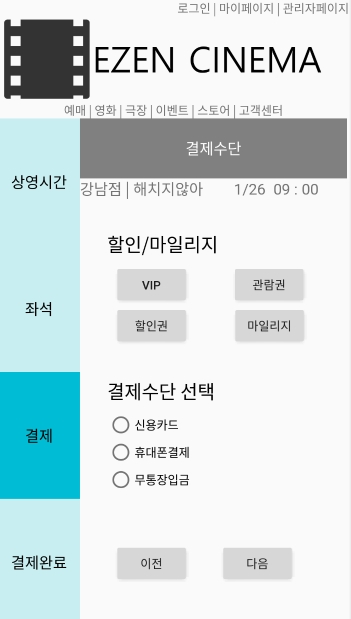 로그인 | 마이페이지 | 관리자페이지
EZEN CINEMA
예매 | 영화 | 극장 | 이벤트 | 스토어 | 고객센터
결제수단
상영시간
강남점 | 해치지않아 1/26 09 : 00
할인/마일리지
VIP 관람권
좌석
할인권 마일리지
결제수단 선택
신용카드
결제
휴대폰결제
무통장입금
결제완료
이전 다음